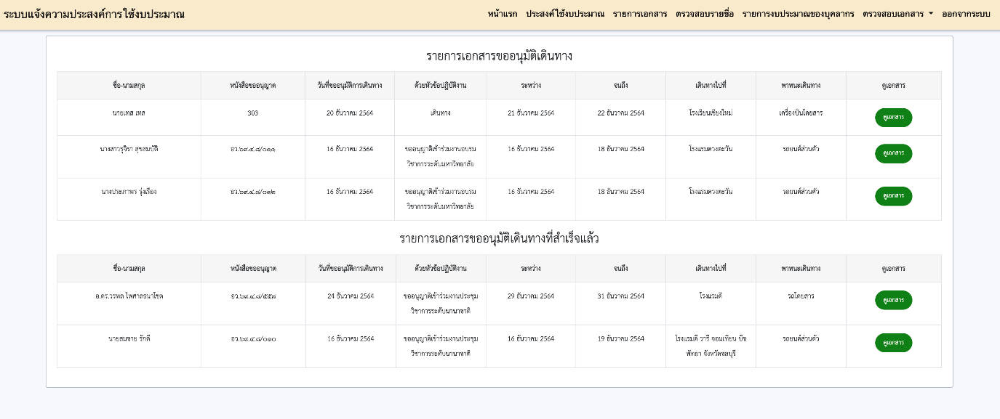 ระบบแจ้งความประสงค์การใช้งบประมาณ
หน้าแรก ประสงค์ใช้งบประมาณ รายการเอกสาร ตรวจสอบรายชื่อ รายการงบประมาณของบุคลากร ตรวจสอบเอกสาร ออกจากระบบ
รายการเอกสารขออนุมัติเดินทาง
ชื่อ-นามสกุล หนังสือขออนุญาต วันที่ขออนุมัติการเดินทาง ด้วยหัวข้อปฏิบัติงาน ระหว่าง จนถึง เดินทางไปที่ พาหนะเดินทาง ดูเอกสาร
นายเทส เทส 303 20 ธันวาคม 2564 เดินทาง 21 ธันวาคม 2564 22 ธันวาคม 2564 โรงเรียนเชียงใหม่ เครื่องบินโดยสาร ดูเอกสาร
นางสาวรุจิรา สุขสมบัติ อว.๖๙.๔.๘/๐๑๑ 16 ธันวาคม 2564 ขออนุญาติเข้าร่วมงานอบรม 16 ธันวาคม 2564 18 ธันวาคม 2564 โรงแรมดวงตะวัน รถยนต์ส่วนตัว ดูเอกสาร
วิชาการระดับมหาวิทยาลัย
นางประภาพร รุ่งเรือง อว.๖๙.๔.๘/๐๑๒ 16 ธันวาคม 2564 ขออนุญาติเข้าร่วมงานอบรม 16 ธันวาคม 2564 18 ธันวาคม 2564 โรงแรมดวงตะวัน รถยนต์ส่วนตัว ดูเอกสาร
วิชาการระดับมหาวิทยาลัย
รายการเอกสารขออนุมัติเดินทางที่สำเร็จแล้ว
ชื่อ-นามสกุล หนังสือขออนุญาต วันที่ขออนุมัติการเดินทาง ด้วยหัวข้อปฏิบัติงาน ระหว่าง จนถึง เดินทางไปที่ พาหนะเดินทาง ดูเอกสาร
อ.ดร.วรพล ไพศาลธนาโชต อว.๖๙.๔.๘/๕๕๗ 24 ธันวาคม 2564 ขออนุญาติเข้าร่วมงานประชุม 29 ธันวาคม 2564 31 ธันวาคม 2564 โรงแรมดี รถโดยสาร ดูเอกสาร
วิชาการระดับนานาชาติ
นายสมชาย รักดี อว.๖๙.๔.๘/๐๑๐ 16 ธันวาคม 2564 ขออนุญาติเข้าร่วมงานประชุม 16 ธันวาคม 2564 19 ธันวาคม 2564 โรงแรมดี วารี จอมเทียน บีช รถยนต์ส่วนตัว ดูเอกสาร
วิชาการระดับนานาชาติ พัทยา จังหวัดชลบุรี